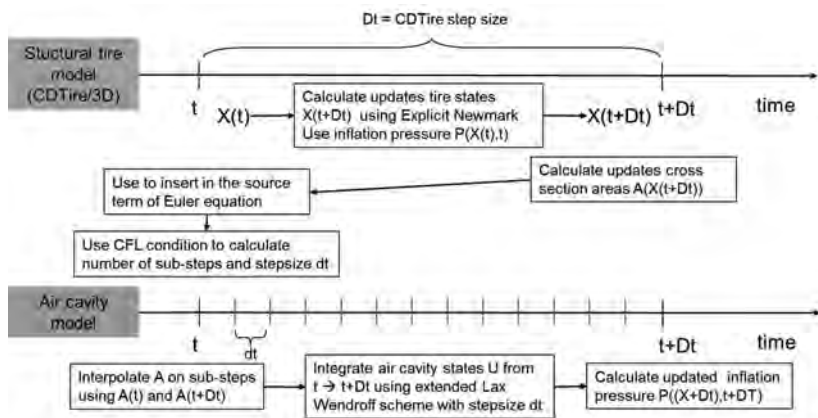 Dt = CDTire step size
Stuctural tire
model
(CDTire/3D)
t
X(t)
Calculate updates tire states
X(t+Dt) using Explicit Newmark
Use inflation pressure P(X(t),t)
X(t+Dt)
t+Dt
time
Calculate updates cross
section areas A(X(t+Dt))
Use to insert in the source
term of Euler equation
Use CFL condition to calculate
number of sub-steps and stepsize dt
Air cavity
model
t
dt
t+Dt
time
Interpolate A on sub-steps
using A(t) and A(t+Dt)
Integrate air cavity states U from
t → t+Dt using extended Lax
Wendroff scheme with stepsize dt
Calculate updated inflation
pressure P((X+Dt),t+DT)